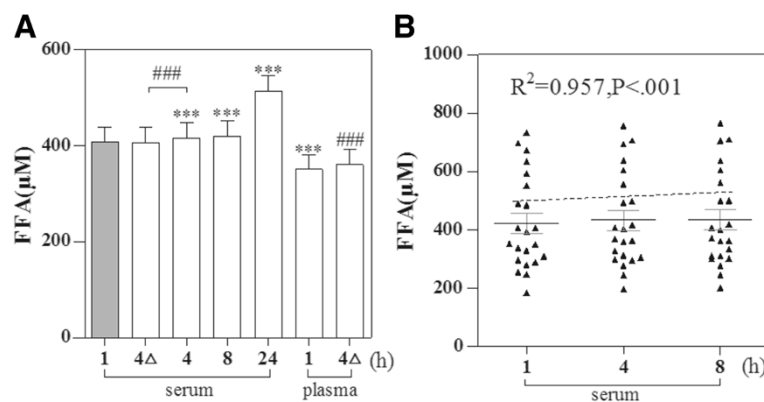 A
FFA(μM)
600
400
200
0
###
***
***
***
***
###
1 4△ 4 8 24 1 4△ (h)
serum plasma
B
FFA(μM)
1000
800
600
400
200
0
R²=0.957,P<.001
1 4 8 (h)
serum